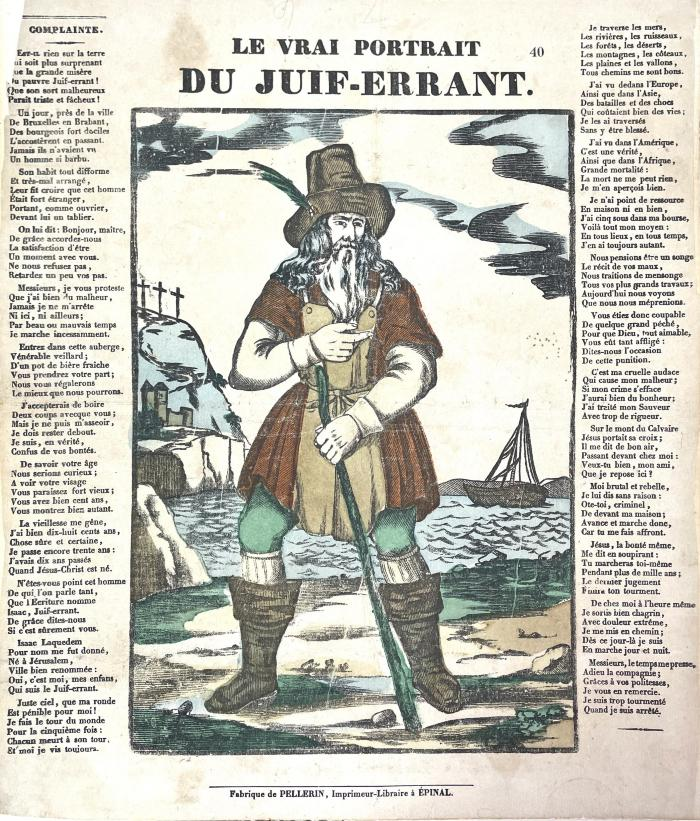 COMPLAINTE.
Est-il rien sur la terre
ui soit plus surprenant
ue la grande misère
u pauvre Juif-errant !
Que son sort malheureux
Paraît triste et fâcheux !
Un jour, près de la ville
De Bruxelles en Brabant,
Des bourgeois fort dociles
L'accostèrent en passant.
Jamais ils n'avaient vu
Un homme si barbu.
Son habit tout difforme
Et très-mal arrangé,
Leur fit croire que cet homme
Était fort étranger,
Portant, comme ouvrier,
Devant lui un tablier.
On lui dit : Bonjour, maître,
De grâce accordez-nous
La satisfaction d'être
Un moment avec vous.
Ne nous refusez pas,
Retardez un peu vos pas.
Messieurs, je vous proteste
Que j'ai bien du malheur,
Jamais je ne m'arrête
Ni ici, ni ailleurs ;
Par beau ou mauvais temps
Je marche incessamment.
Entrez dans cette auberge,
Vénérable veillard ;
D'un pot de bière fraiche
Vous prendrez votre part ;
Nous vous régalerons
Le mieux que nous pourrons.
J'accepterais de boire
Deux coups avecque vous ;
Mais je ne puis m'asseoir,
Je dois rester debout.
Je suis, en vérité,
Confus de vos bontés.
De savoir votre âge
Nous serions curieux ;
A voir votre visage
Vous paraissez fort vieux ;
Vous avez bien cent ans,
Vous montrez bien autant.
La vieillesse me gêne,
J'ai bien dix-huit cents ans,
Chose sûre et certaine,
Je passe encore trente ans :
J'avais dix ans passés
Quand Jésus-Christ est né.
N'êtes-vous point cet homme
De qui l'on parle tant,
Que l'Ecriture nomme
Isaac, Juif-errant.
De grâce dites-nous
Si c'est sûrement vous.
Isaac Laquedem
Pour nom me fut donné,
Né à Jérusalem,
Ville bien renommée :
Oui, c'est moi, mes enfans,
Qui suis le Juif-errant.
Juste ciel, que ma ronde
Est pénible pour moi !
Je fais le tour du monde
Pour la cinquième fois :
Chacun meurt à son tour,
Et moi je vis toujours.
LE VRAI PORTRAIT
40
DU JUIF-ERRANT.
Je traverse les mers,
Les rivières, les ruisseaux,
Les forêts, les déserts,
Les montagnes, les côteaux,
Les plaines et les vallons,
Tous chemins me sont bons.
J'ai vu dedans l'Europe,
Ainsi que dans l'Asie,
Des batailles et des chocs
Qui coûtaient bien des vies ;
Je les ai traversés
Sans y être blessé.
J'ai vu dans l'Amérique,
C'est une vérité,
Ainsi que dans l'Afrique,
Grande mortalité :
La mort ne me peut rien,
Je m'en aperçois bien.
Je n'ai point de ressource
En maison ni en bien,
J'ai cinq sous dans ma bourse,
Voilà tout mon moyen :
En tous lieux, en tous temps,
J'en ai toujours autant.
Nous pensions être un songe
Le récit de vos maux,
Nous traitions de mensonge
Tous vos plus grands travaux ;
Aujourd'hui nous voyons
Que nous nous méprenions.
Vous étiez donc coupable
De quelque grand péché,
Pour que Dieu, tout aimable,
Vous eût tant affligé :
Dites-nous l'occasion
De cette punition.
C'est ma cruelle audace
Qui cause mon malheur ;
Si mon crime s'efface
J'aurai bien du bonheur ;
J'ai traité mon Sauveur
Avec trop de rigueur.
Sur le mont du Calvaire
Jésus portait sa croix ;
Il me dit de bon air,
Passant devant chez moi :
Veux-tu bien, mon ami,
Que je repose ici ?
Moi brutal et rebelle,
Je lui dis sans raison :
Ote-toi, criminel,
De devant ma maison ;
Avance et marche donc,
Car tu me fais affront.
Jésus, la bonté même,
Me dit en soupirant :
Tu marcheras toi-même
Pendant plus de mille ans ;
Le dernier jugement
Finira ton tourment.
De chez moi à l'heure même
Je sortis bien chagrin,
Avec douleur extrême,
Je me mis en chemin ;
Dès ce jour-là je suis
En marche jour et nuit.
Messieurs, le temps me presse,
Adieu la compagnie ;
Grâces à vos politesses,
Je vous en remercie.
Je suis trop tourmenté
Quand je suis arrêté.
Fabrique de PELLERIN, Imprimeur-Libraire à ÉPINAL.